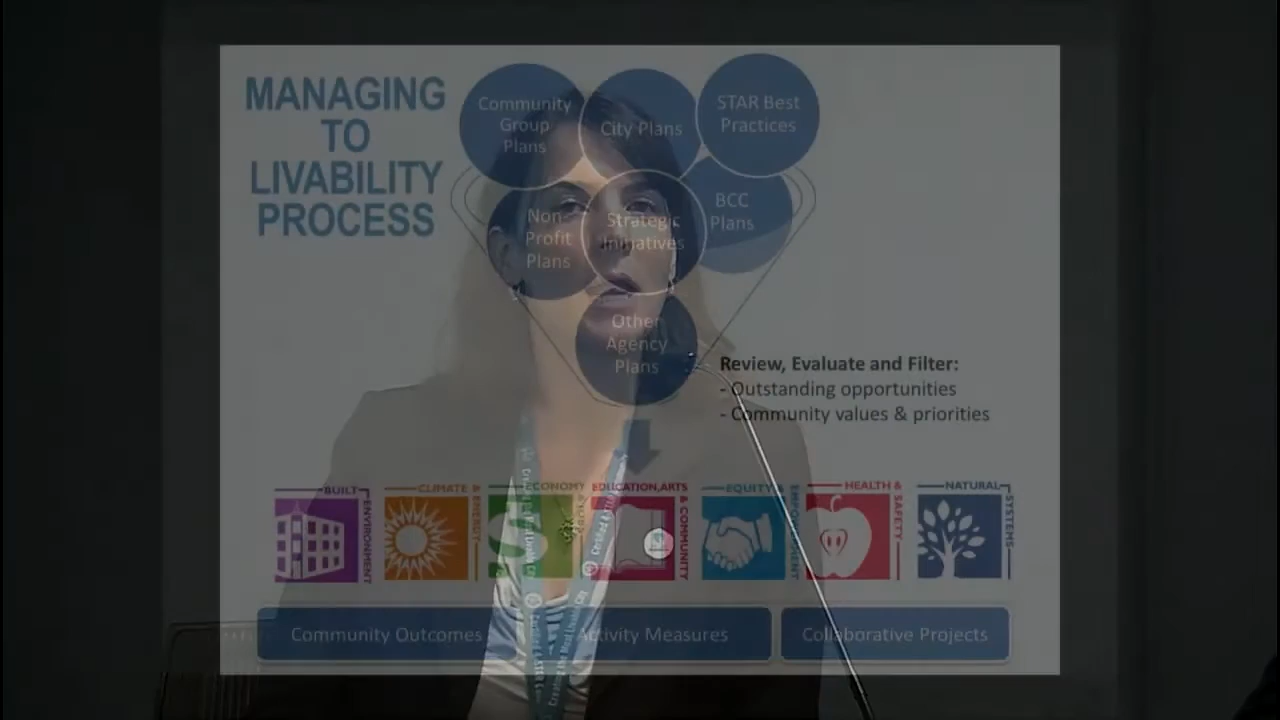 MANAGING
TO
LIVABILITY
PROCESS
Community
Group
Plans
City Plans
STAR Best
Practices
Non-
Profit
Plans
Strategic
Initiatives
BCC
Plans
Other
Agency
Plans
Review, Evaluate and Filter:
- Outstanding opportunities
- Community values & priorities
BUILT
ENVIRONMENT
CLIMATE &
ENERGY
ECONOMY
& JOBS
EDUCATION,ARTS
& COMMUNITY
EQUITY &
EMPOWERMENT
HEALTH &
SAFETY
NATURAL
SYSTEMS
Community Outcomes
Activity Measures
Collaborative Projects